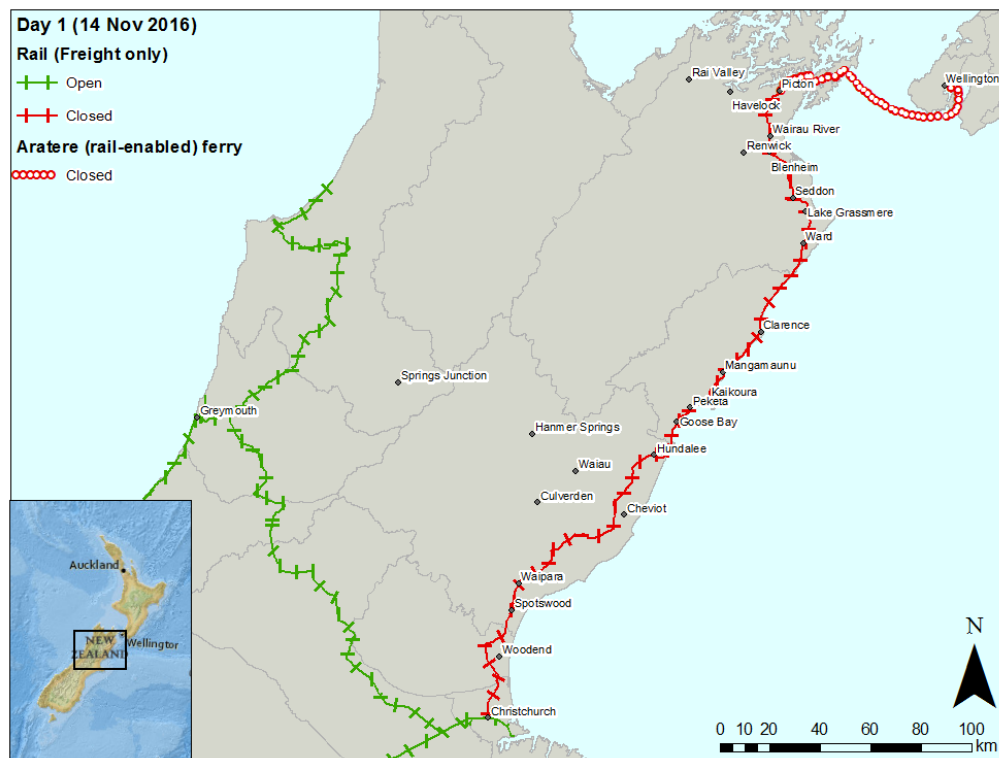 Day 1 (14 Nov 2016)
Rail (Freight only)
Open
Closed
Aratere (rail-enabled) ferry
Closed
Rai Valley
Wellington
Picton
Havelock
Wairau River
Renwick
Blenheim
Seddon
Lake Grassmere
Ward
Clarence
Mangamaunu
Springs Junction
Kaikoura
Peketa
Greymouth
Goose Bay
Hanmer Springs
Hundalee
Waiau
Culverden
Cheviot
Auckland
Waipara
Spotswood
Wellingtor
NEW
ZEALAND
N
Woodend
Christchurch
0 10 20 40 60 80 100
km